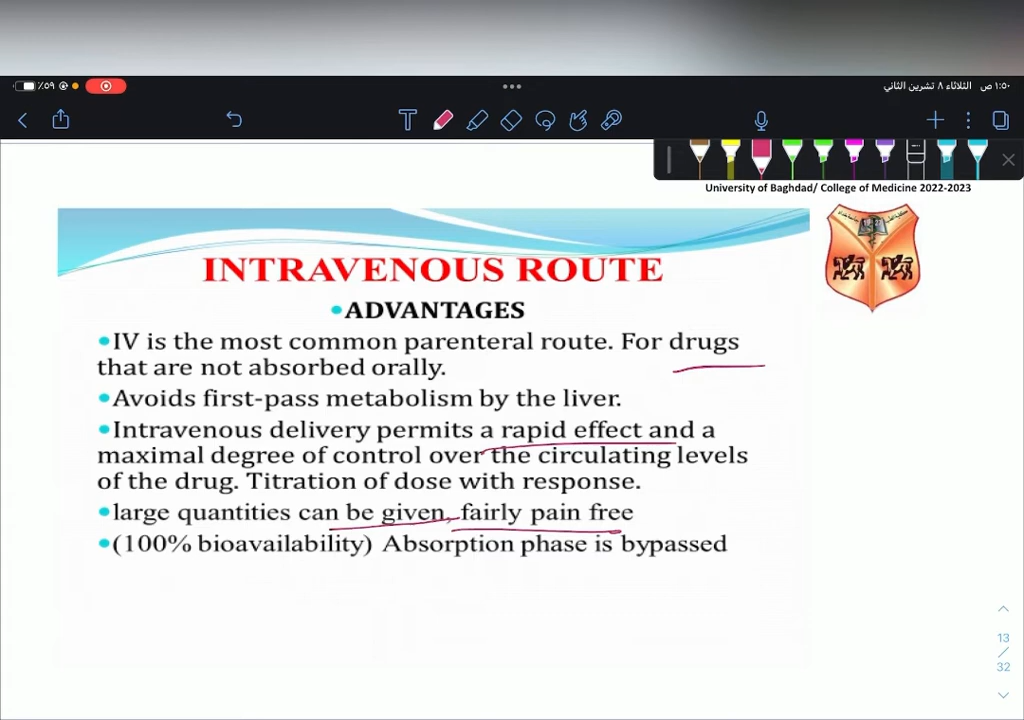 ٪٥٩
١:٥٠ ص الثلاثاء ٨ تشرين الثاني
University of Baghdad/ College of Medicine 2022-2023
INTRAVENOUS ROUTE
•ADVANTAGES
•IV is the most common parenteral route. For drugs
that are not absorbed orally.
•Avoids first-pass metabolism by the liver.
•Intravenous delivery permits a rapid effect and a
maximal degree of control over the circulating levels
of the drug. Titration of dose with response.
•large quantities can be given, fairly pain free
•(100% bioavailability) Absorption phase is bypassed
13
/
32